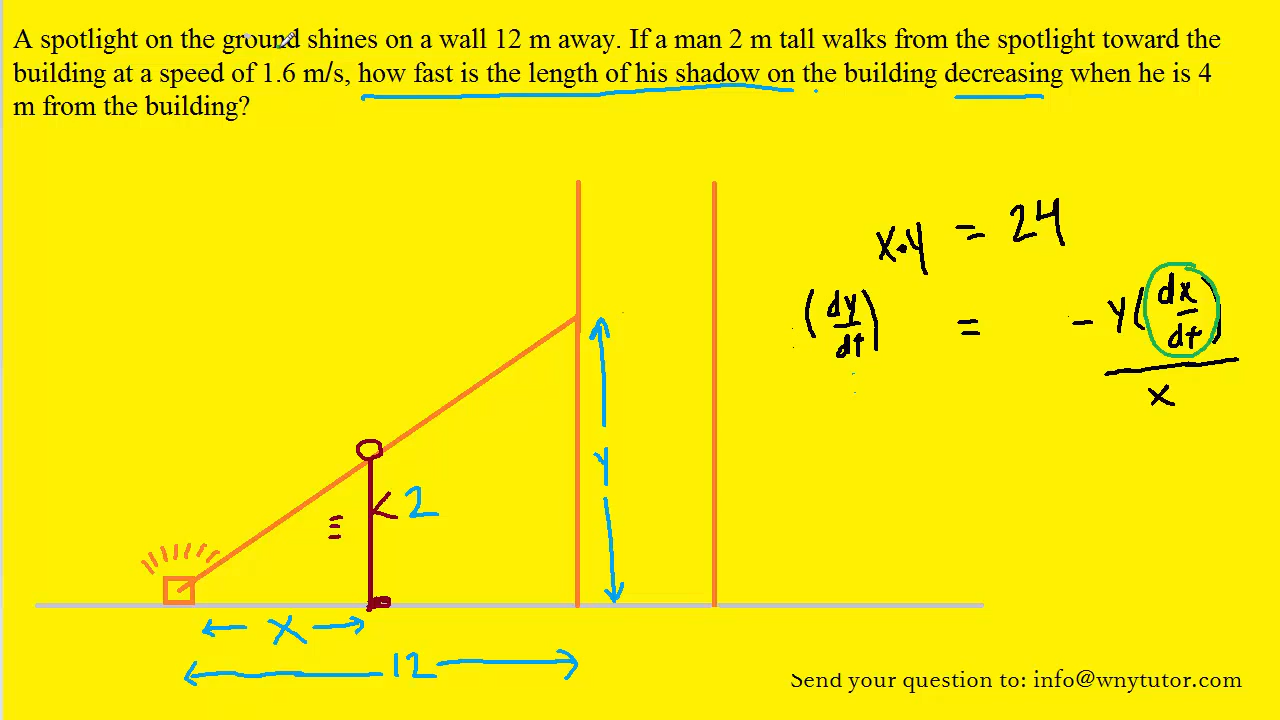 A spotlight on the ground shines on a wall 12 m away. If a man 2 m tall walks from the spotlight toward the
building at a speed of 1.6 m/s, how fast is the length of his shadow on the building decreasing when he is 4
m from the building?
x·y = 24
(dy/dt) = -y(dx/dt)/x
y
2
x
12
Send your question to: info@wnytutor.com